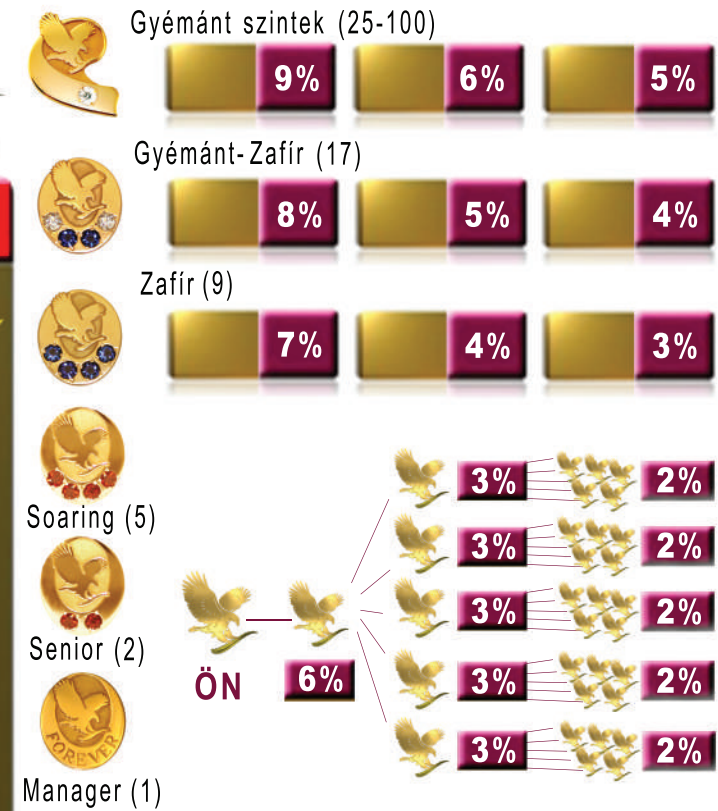 Gyémánt szintek (25-100)
9% 6% 5%
Gyémánt-Zafír (17)
8% 5% 4%
Zafír (9)
7% 4% 3%
3% 2%
Soaring (5)
3% 2%
3% 2%
Senior (2)
ÖN 6%
3% 2%
FOREVER
3% 2%
Manager (1)